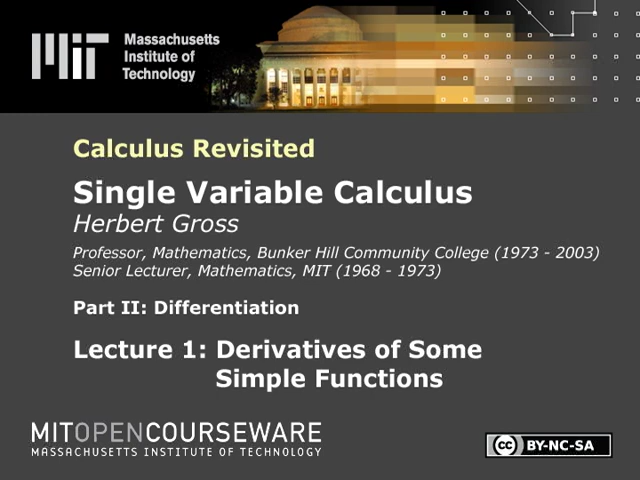 MIT
Massachusetts
Institute of
Technology
Calculus Revisited
Single Variable Calculus
Herbert Gross
Professor, Mathematics, Bunker Hill Community College (1973 - 2003)
Senior Lecturer, Mathematics, MIT (1968 - 1973)
Part II: Differentiation
Lecture 1: Derivatives of Some
Simple Functions
MITOPENCOURSEWARE
MASSACHUSETTS INSTITUTE OF TECHNOLOGY
cc BY-NC-SA